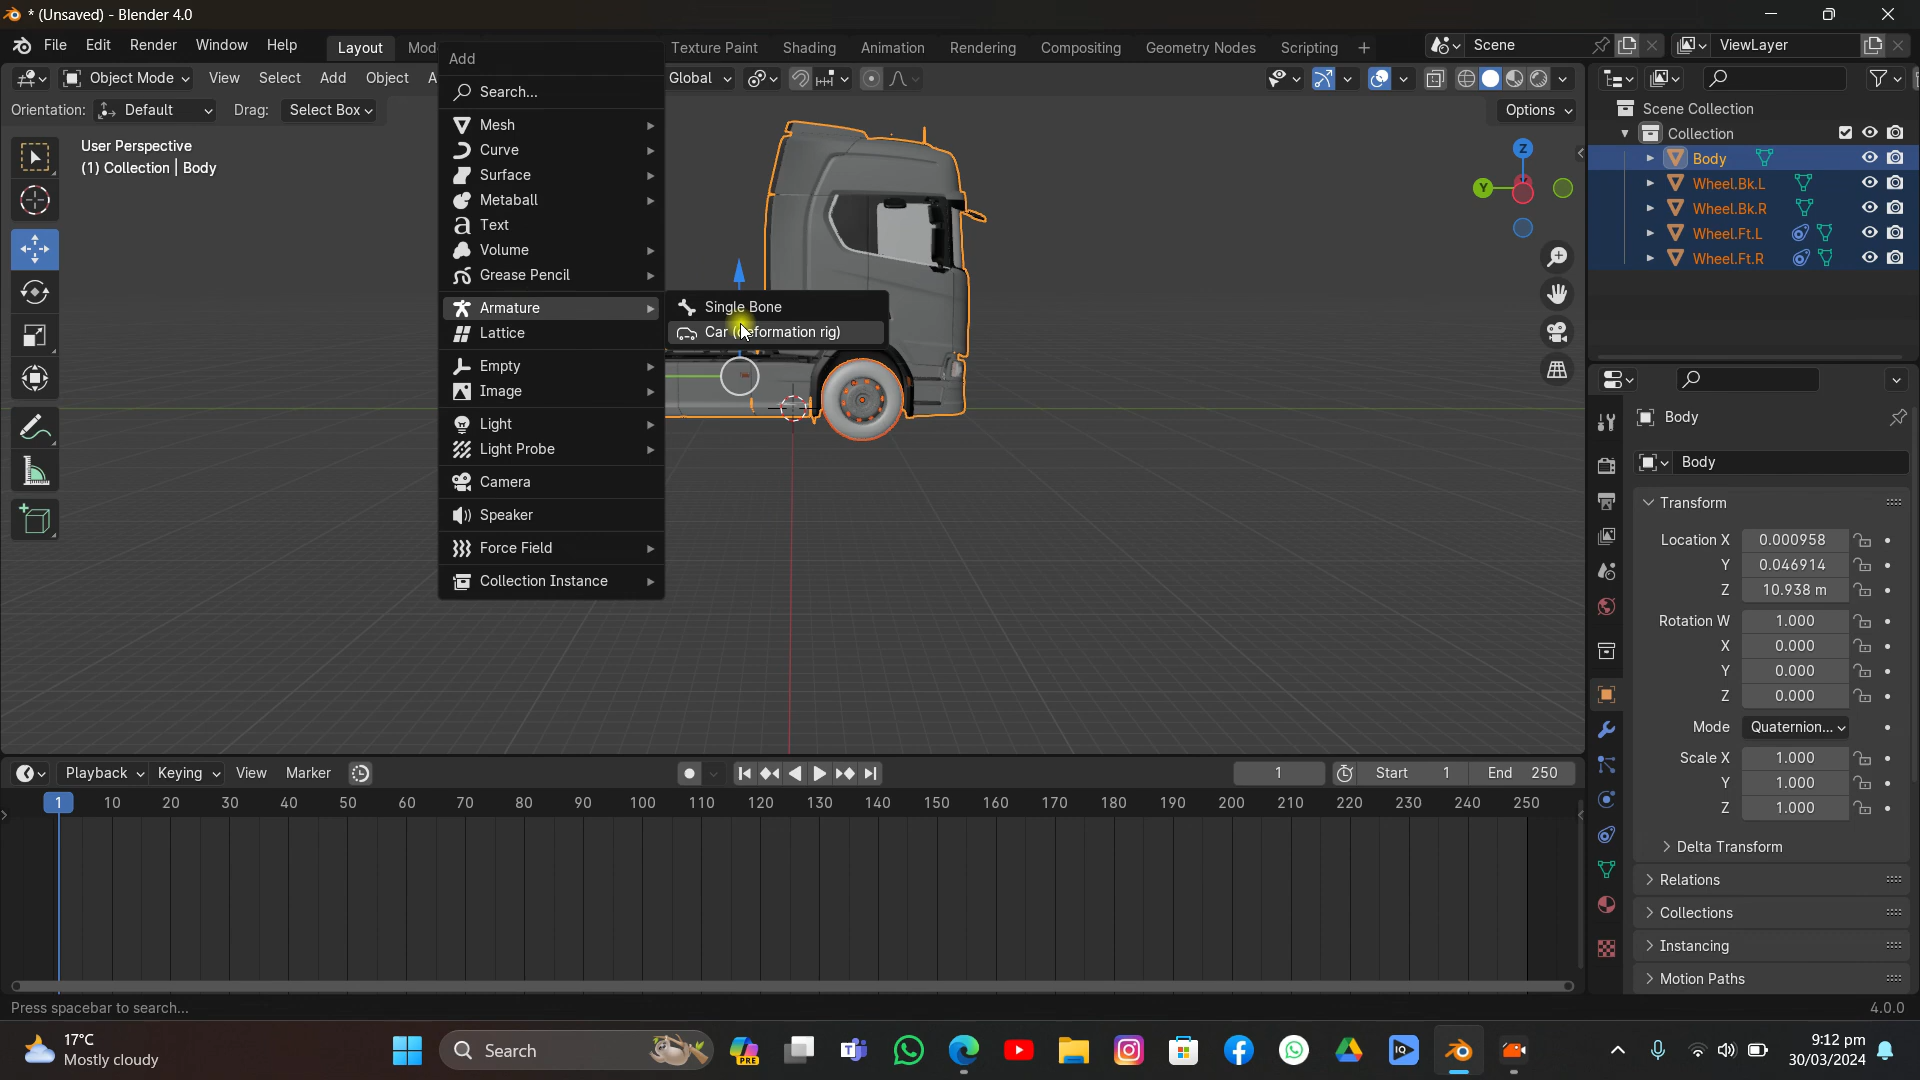 * (Unsaved) - Blender 4.0
File Edit Render Window Help Layout Texture Paint Shading Animation Rendering Compositing Geometry Nodes Scripting + Scene ViewLayer
Object Mode View Select Add Object Global
Orientation: Default Drag: Select Box Options
User Perspective
(1) Collection | Body
Add
Search...
Mesh
Curve
Surface
Metaball
Text
Volume
Grease Pencil
Armature
Lattice
Empty
Image
Light
Light Probe
Camera
Speaker
Force Field
Collection Instance
Single Bone
Car (deformation rig)
Z
Y
Scene Collection
Collection
Body
Wheel.Bk.L
Wheel.Bk.R
Wheel.Ft.L
Wheel.Ft.R
Body
Body
Transform
Location X 0.000958
Y 0.046914
Z 10.938 m
Rotation W 1.000
X 0.000
Y 0.000
Z 0.000
Mode Quaternion...
Scale X 1.000
Y 1.000
Z 1.000
Delta Transform
Relations
Collections
Instancing
Motion Paths
Playback Keying View Marker 1 Start 1 End 250
1 10 20 30 40 50 60 70 80 90 100 110 120 130 140 150 160 170 180 190 200 210 220 230 240 250
Press spacebar to search... 4.0.0
17°C
Mostly cloudy
Search
PRE
IQ
9:12 pm
30/03/2024